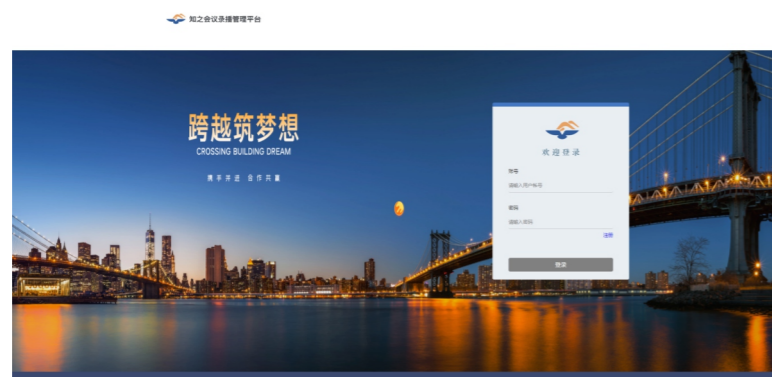 知之会议录播管理平台
跨越筑梦想
CROSSING BUILDING DREAM
携手并进 合作共赢
欢迎登录
账号
请输入用户账号
密码
请输入密码
注册
登录